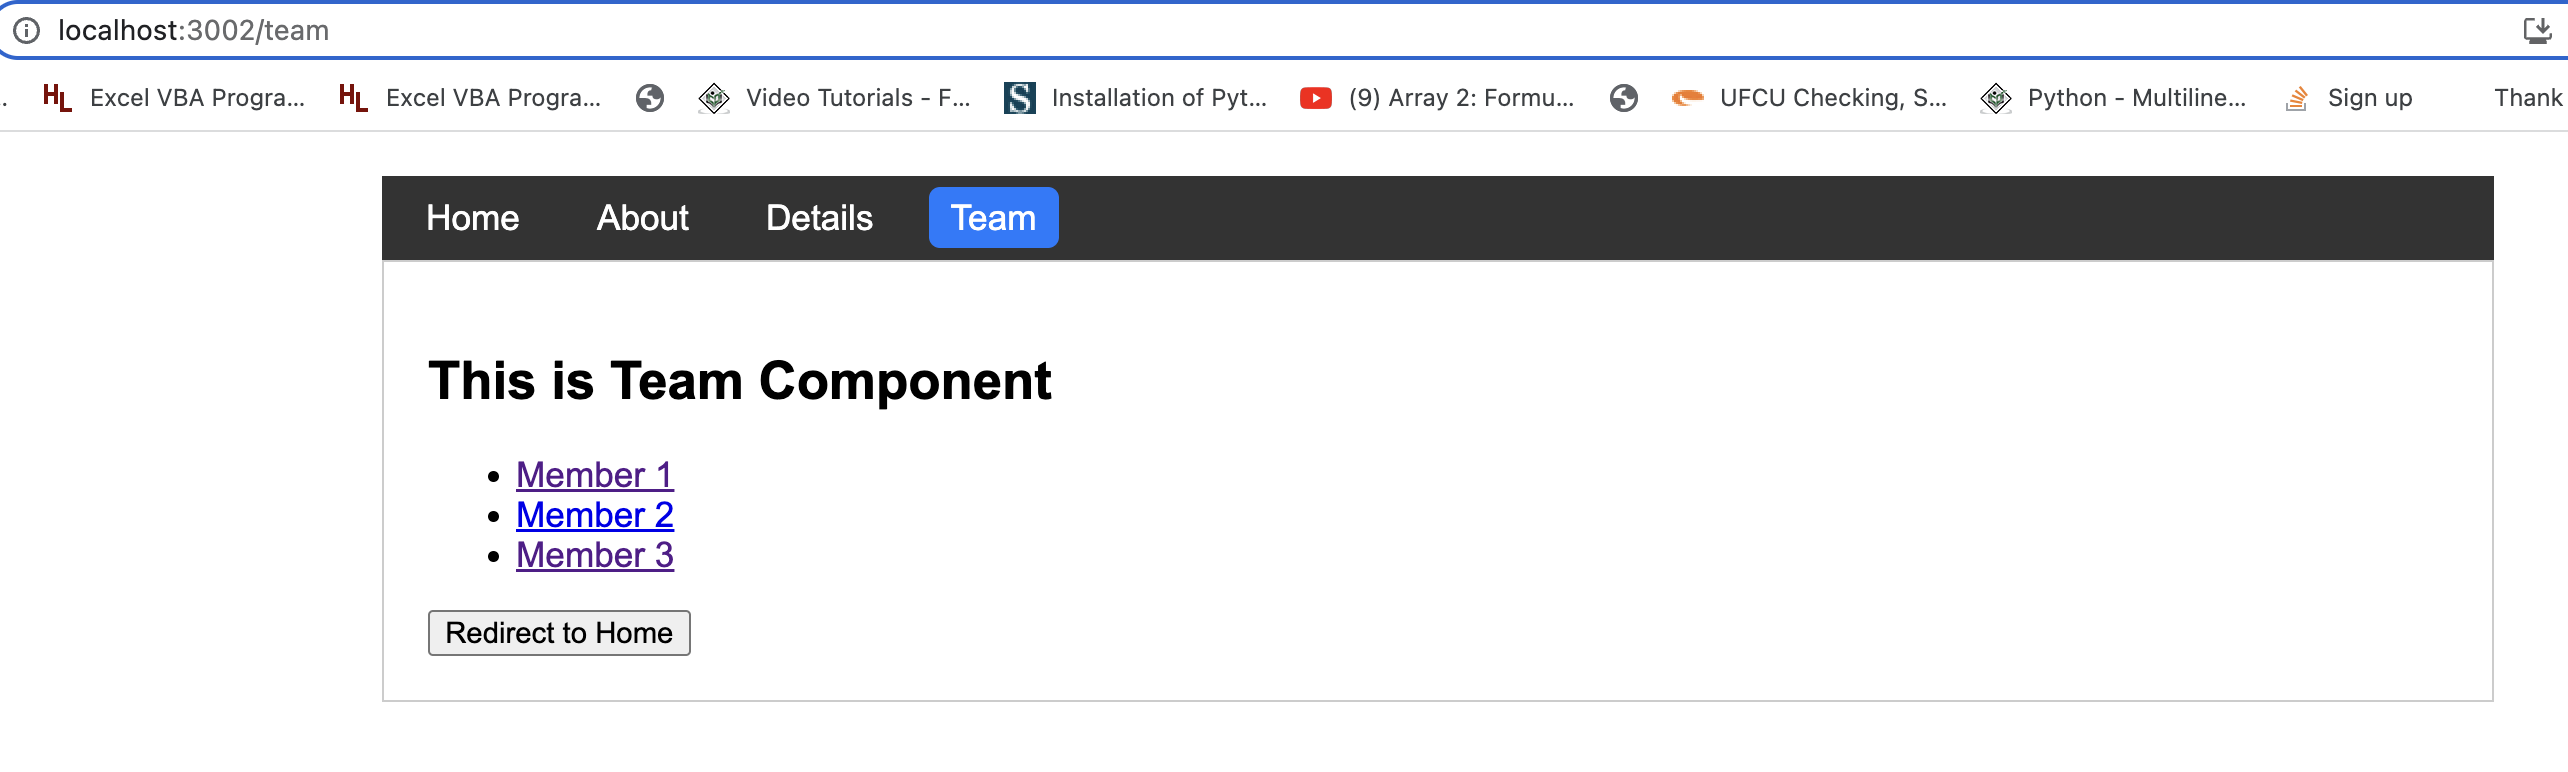 localhost:3002/team
HL Excel VBA Progra... HL Excel VBA Progra... Video Tutorials - F... S Installation of Pyt... (9) Array 2: Formu... UFCU Checking, S... Python - Multiline... Sign up Thank
Home About Details Team
This is Team Component
• Member 1
• Member 2
• Member 3
Redirect to Home